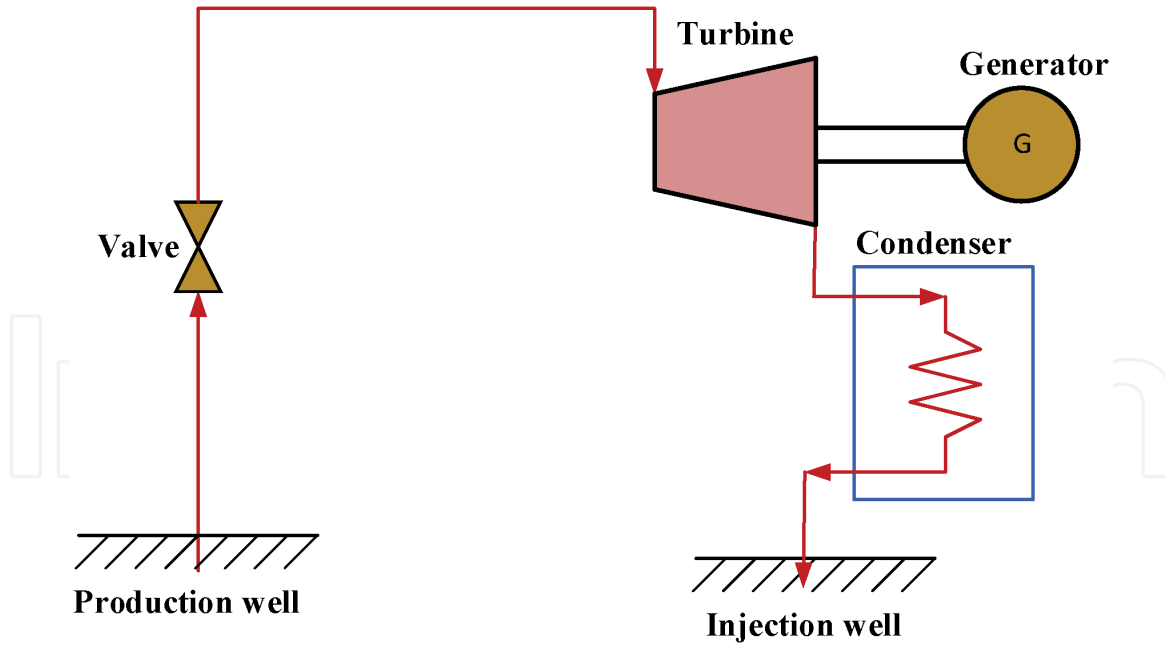 Turbine
Generator
G
Valve
Condenser
Production well
Injection well